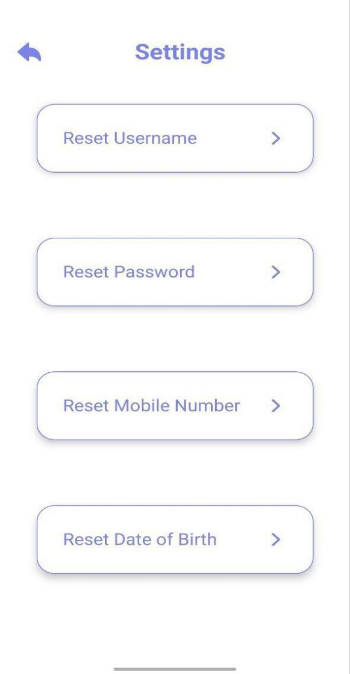 Settings
Reset Username
Reset Password
Reset Mobile Number
Reset Date of Birth